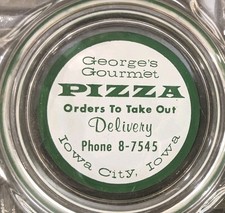 George's
Gourmet
PIZZA
Orders To Take Out
Delivery
Phone 8-7545
Iowa City, Iowa